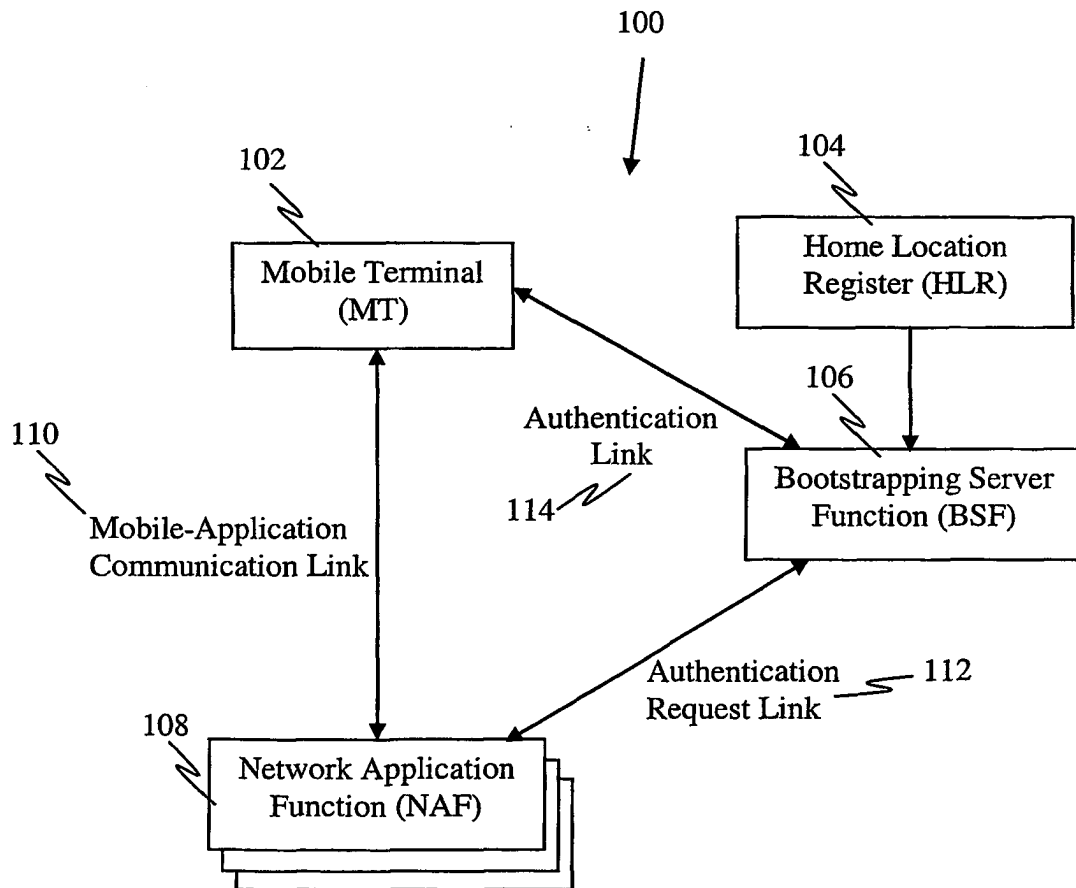 100
102
104
Mobile Terminal
(MT)
Home Location
Register (HLR)
106
Authentication
Link
114
110
Mobile-Application
Communication Link
Bootstrapping Server
Function (BSF)
Authentication
Request Link
112
108
Network Application
Function (NAF)